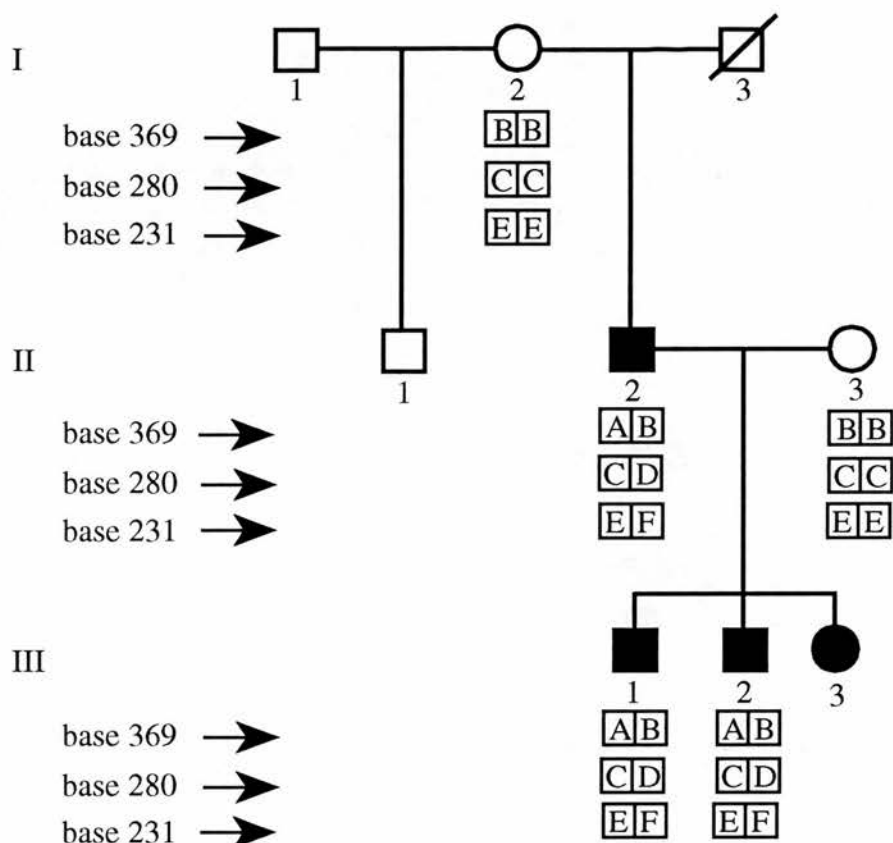 I
1 2 3
base 369 B B
base 280 C C
base 231 E E
II
1 2 3
base 369 A B B B
base 280 C D C C
base 231 E F E E
III
1 2 3
base 369 A B A B
base 280 C D C D
base 231 E F E F